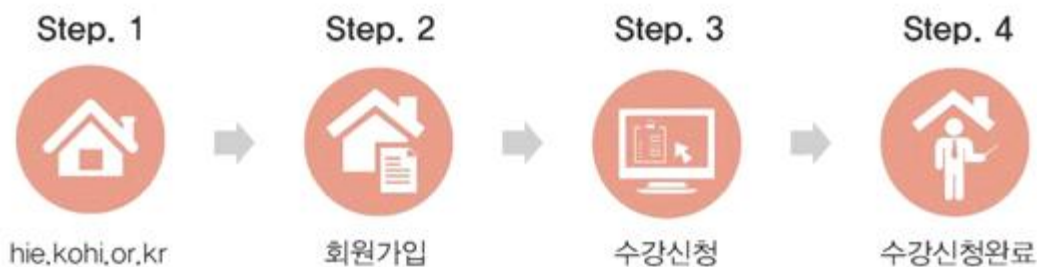 Step. 1
Step. 2
Step. 3
Step. 4
hie.kohi.or.kr
회원가입
수강신청
수강신청완료